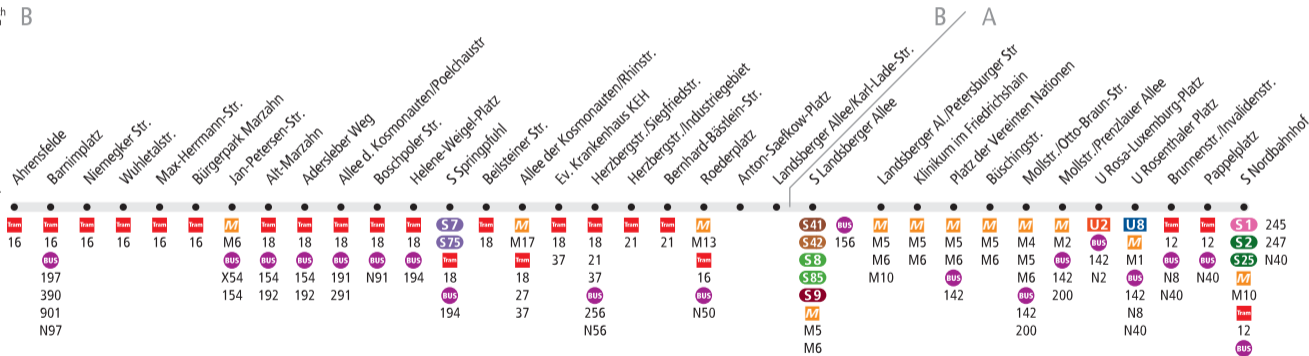 B
B A
Ahrensfelde
Barnimplatz
Niemegker Str.
Wuhletalstr.
Max-Herrmann-Str.
Bürgerpark Marzahn
Jan-Petersen-Str.
Alt-Marzahn
Adersleber Weg
Allee d. Kosmonauten/Poelchaustr
Boschpoler Str.
Helene-Weigel-Platz
S Springfuhl
Beilsteiner Str.
Allee der Kosmonauten/Rhinstr.
Ev. Krankenhaus KEH
Herzbergstr./Siegfriedstr.
Herzbergstr./Industriegebiet
Bernhard-Bästlein-Str.
Roederplatz
Anton-Saefkow-Platz
Landsberger Allee/Karl-Lade-Str.
S Landsberger Allee
Landsberger Al./Petersburger Str
Klinikum im Friedrichshain
Platz der Vereinten Nationen
Büschingstr.
Mollstr./Otto-Braun-Str.
Mollstr./Prenzlauer Allee
U Rosa-Luxemburg-Platz
U Rosenthaler Platz
Brunnenstr./Invalidenstr.
Pappelplatz
S Nordbahnhof
Tram Tram Tram Tram Tram Tram M Tram Tram Tram Tram Tram S7 Tram M Tram Tram Tram Tram M S41 BUS M M M M M M U2 U8 Tram Tram S1 245
16 16 16 16 16 16 M6 18 18 18 18 18 S75 18 M17 18 18 21 21 M13 S42 156 M5 M5 M5 M5 M4 M2 BUS M 12 12 S2 247
BUS BUS BUS BUS BUS BUS BUS Tram Tram 37 21 Tram S8 M6 M6 M6 M6 M5 BUS 142 M1 BUS BUS S25 N40
197 X54 154 154 191 N91 194 18 18 37 16 S85 M10 BUS M6 142 N2 BUS N8 N40 M
390 154 192 192 291 BUS 27 BUS BUS S9 142 BUS 200 142 N40 M10
901 194 37 256 N50 M 142 N8 Tram
N97 N56 M5 200 N40 12
M6 BUS